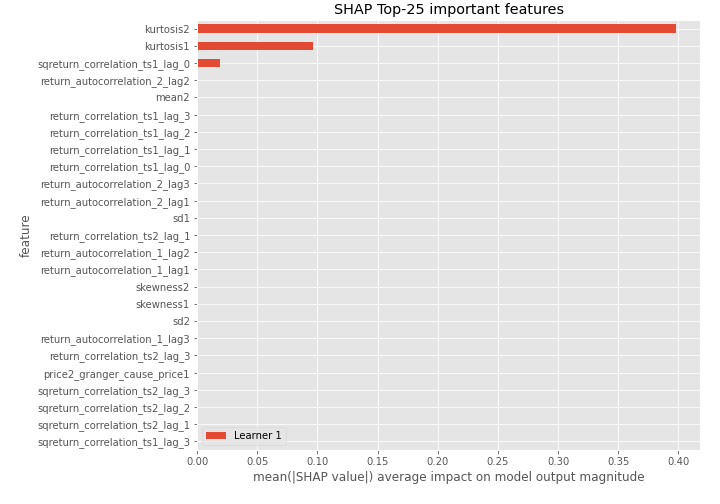 SHAP Top-25 important features
kurtosis2
kurtosis1
sqreturn_correlation_ts1_lag_0
return_autocorrelation_2_lag2
mean2
return_correlation_ts1_lag_3
return_correlation_ts1_lag_2
return_correlation_ts1_lag_1
return_correlation_ts1_lag_0
return_autocorrelation_2_lag3
return_autocorrelation_2_lag1
sd1
return_correlation_ts2_lag_1
return_autocorrelation_1_lag2
return_autocorrelation_1_lag1
skewness2
skewness1
sd2
return_autocorrelation_1_lag3
return_correlation_ts2_lag_3
price2_granger_cause_price1
sqreturn_correlation_ts2_lag_3
sqreturn_correlation_ts2_lag_2
sqreturn_correlation_ts2_lag_1
sqreturn_correlation_ts1_lag_3
feature
Learner 1
0.00 0.05 0.10 0.15 0.20 0.25 0.30 0.35 0.40
mean(|SHAP value|) average impact on model output magnitude